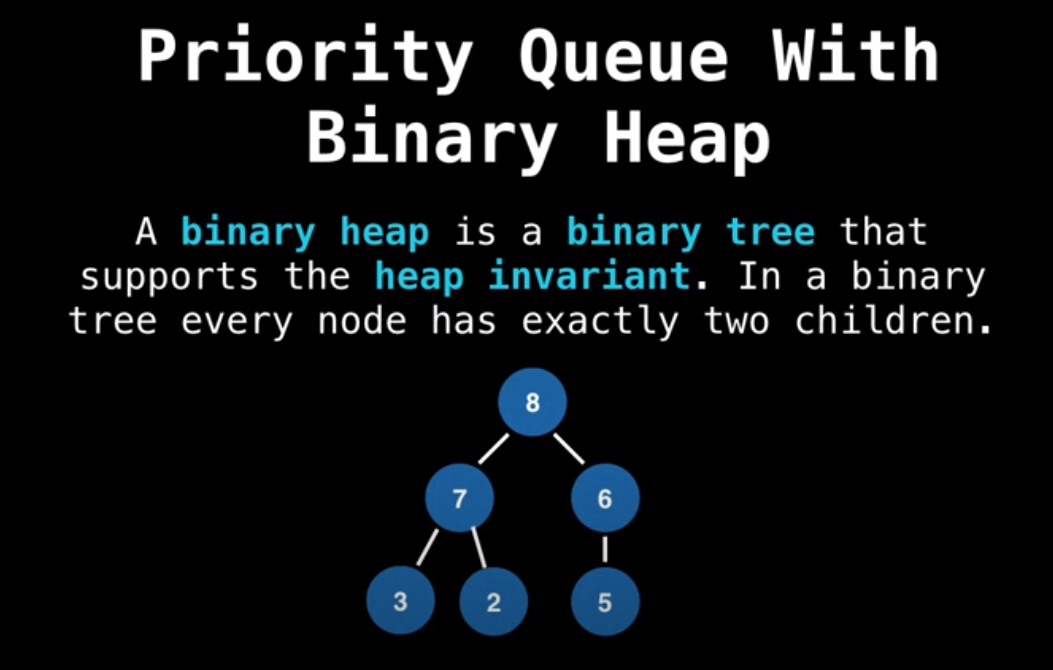 Priority Queue With
Binary Heap
A binary heap is a binary tree that
supports the heap invariant. In a binary
tree every node has exactly two children.
8
7 6
3 2 5